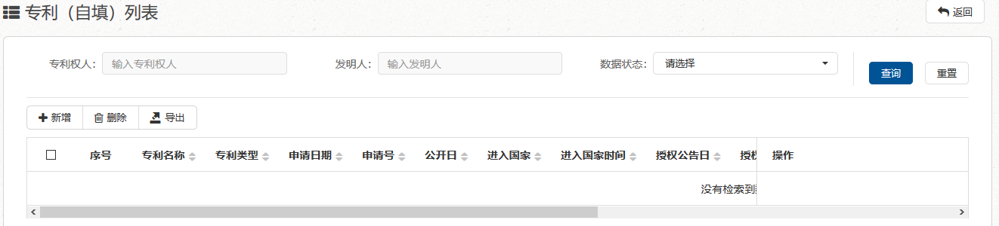 专利（自填）列表
返回
专利权人： 输入专利权人 发明人： 输入发明人 数据状态： 请选择 查询 重置
新增 删除 导出
序号 专利名称 专利类型 申请日期 申请号 公开日 进入国家 进入国家时间 授权公告日 授权 操作
没有检索到